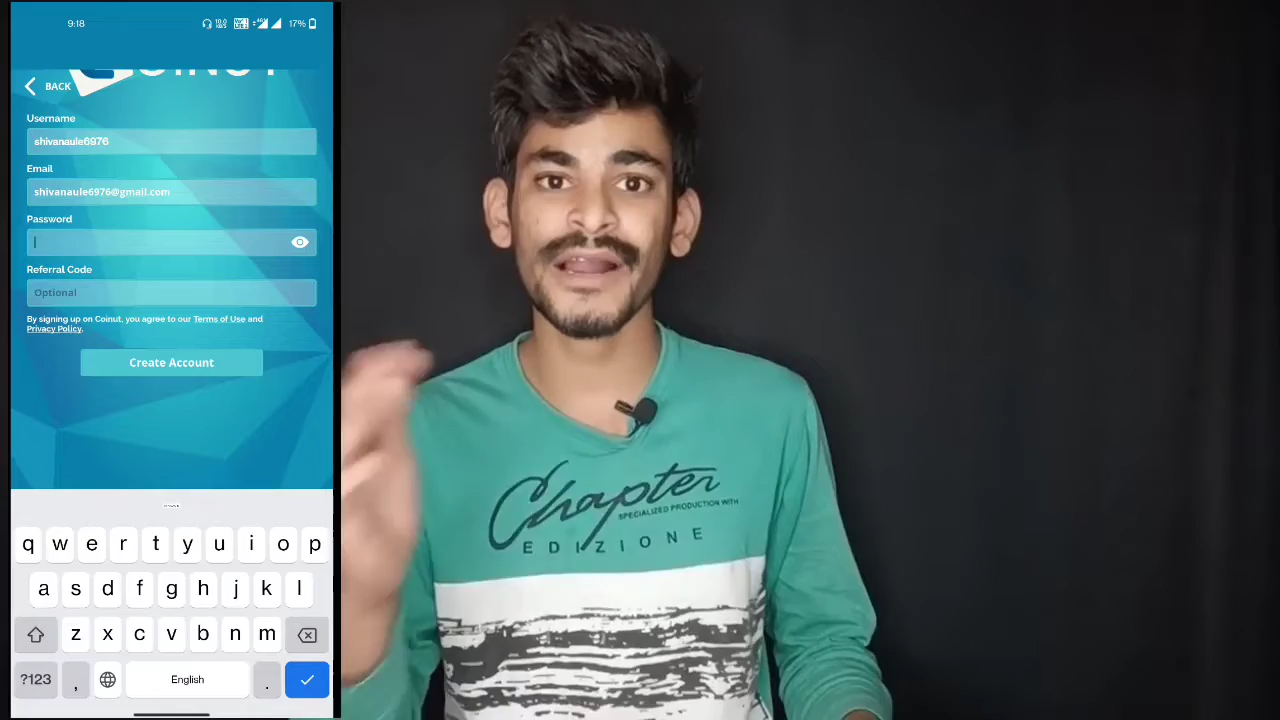 9:18
17%
BACK
Username
shivanaule6976
Email
shivanaule6976@gmail.com
Password
Referral Code
Optional
By signing up on Coinut, you agree to our Terms of Use and
Privacy Policy.
Create Account
q w e r t y u i o p
a s d f g h j k l
z x c v b n m
?123 , English .
Chapter
SPECIALIZED PRODUCTION WITH
EDIZIONE